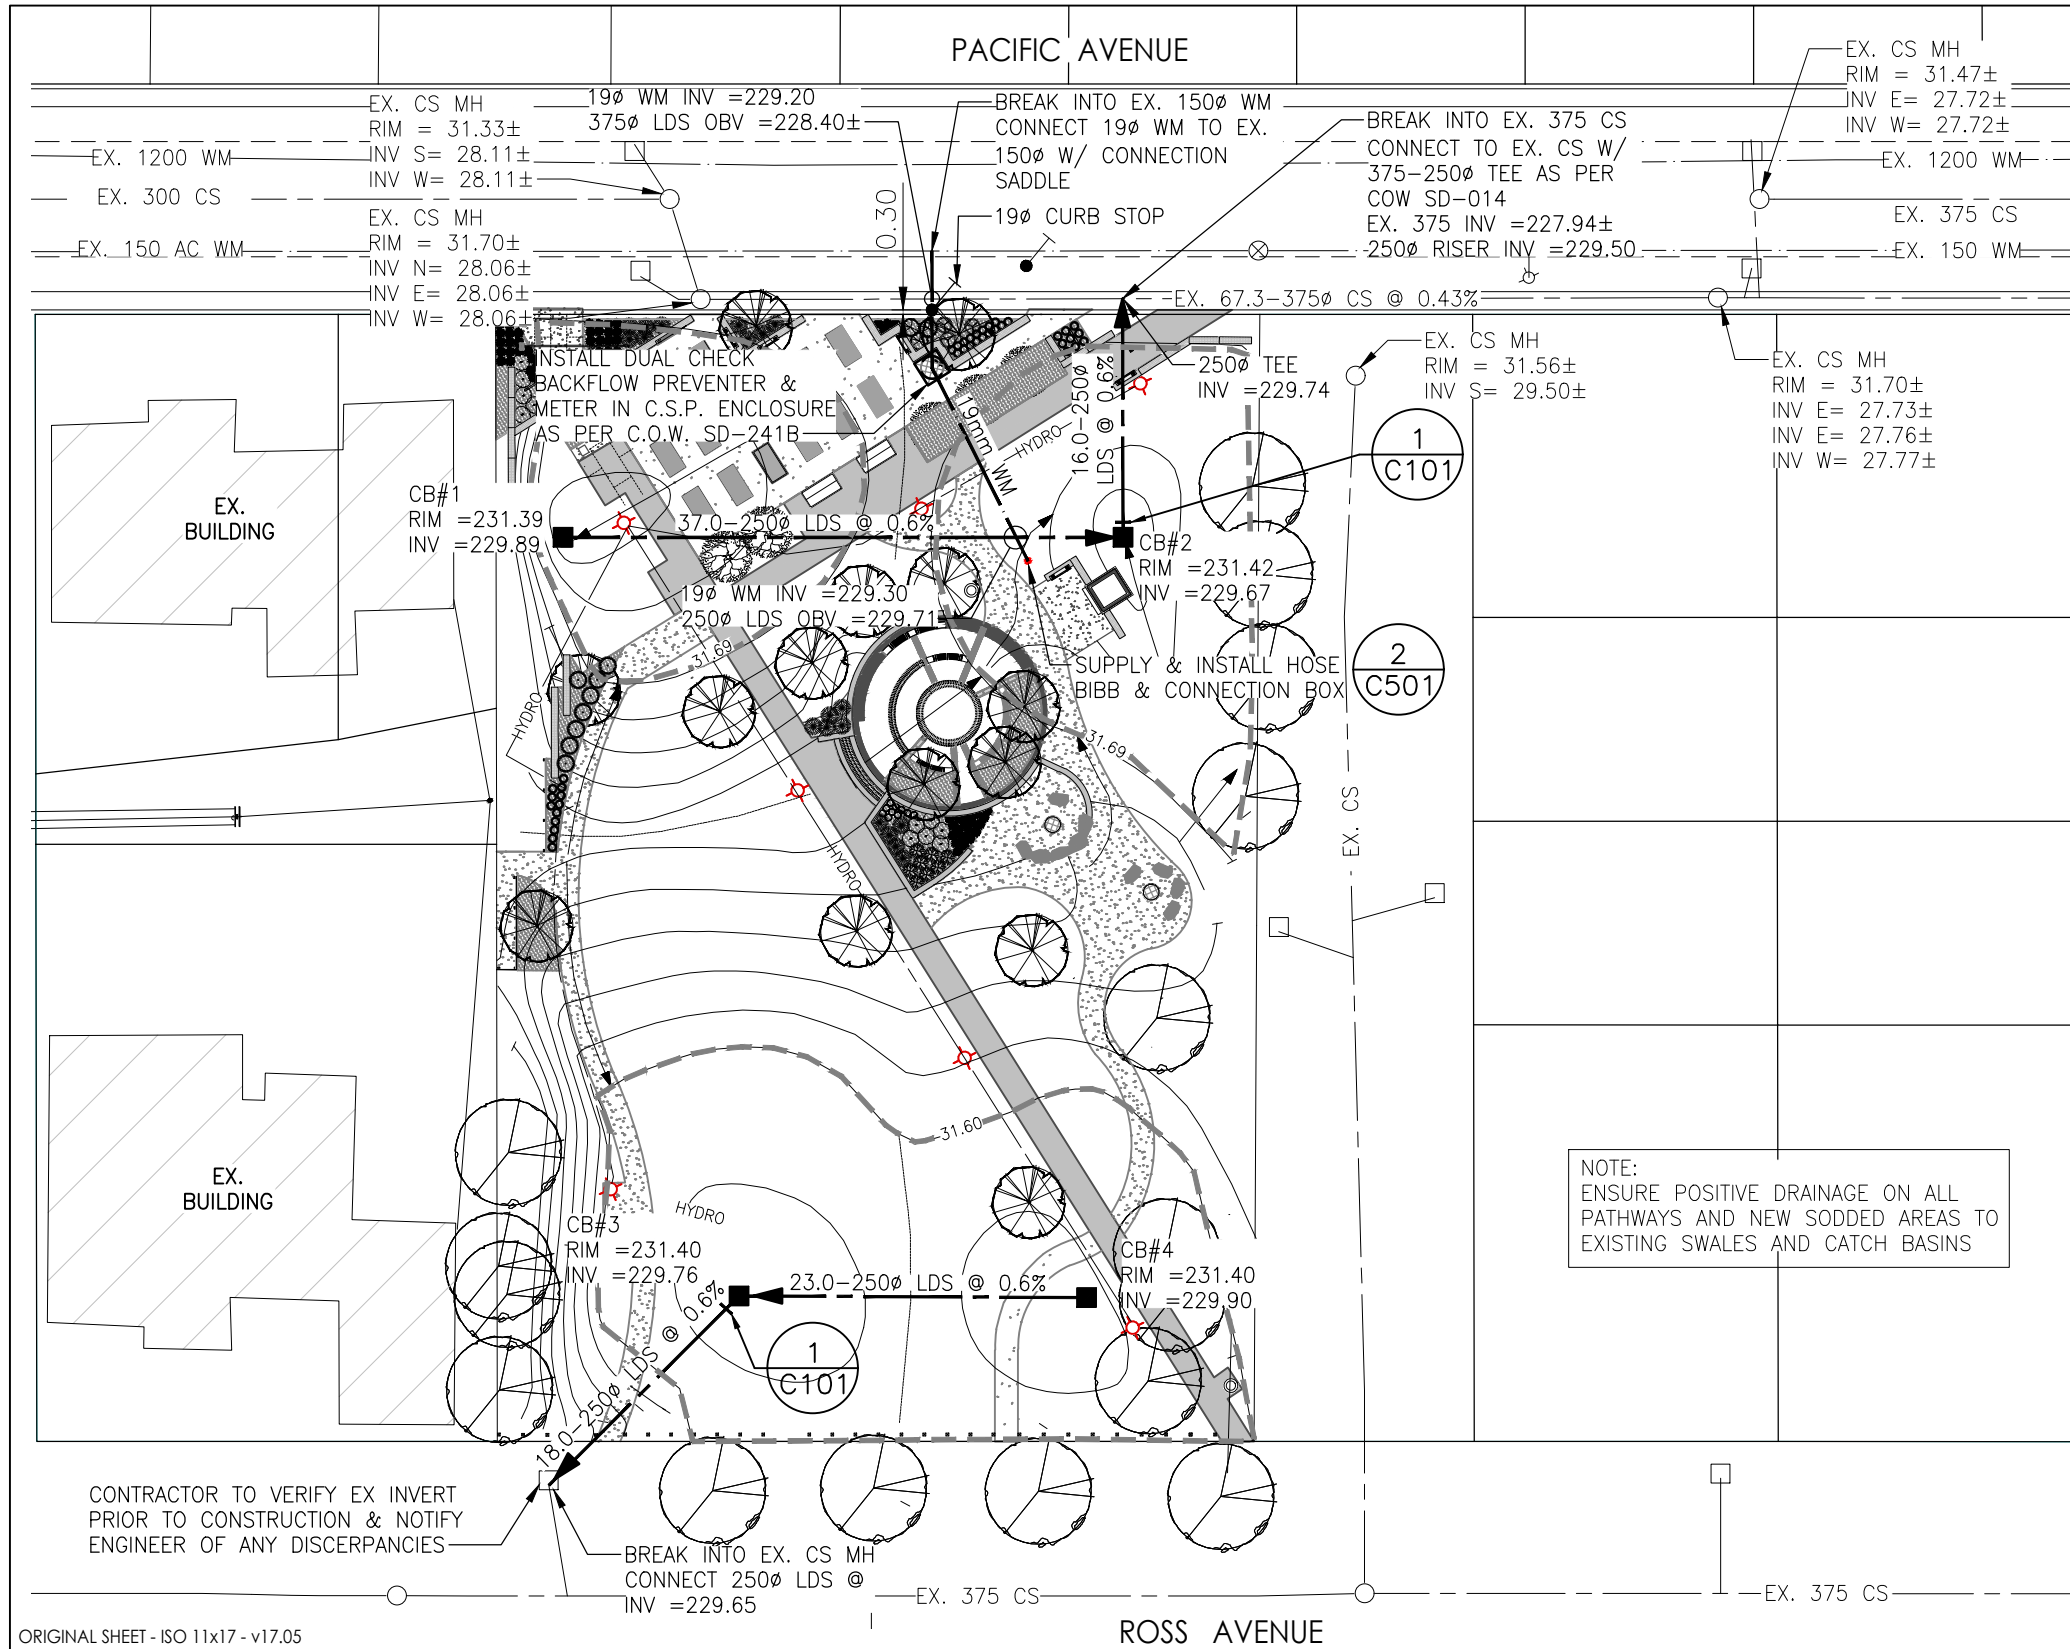 PACIFIC AVENUE
EX. CS MH
RIM = 31.47±
INV E= 27.72±
INV W= 27.72±
EX. CS MH
RIM = 31.33±
INV S= 28.11±
INV W= 28.11±
19ø WM INV =229.20
375ø LDS OBV =228.40±
BREAK INTO EX. 150ø WM
CONNECT 19ø WM TO EX.
150ø W/ CONNECTION
SADDLE
BREAK INTO EX. 375 CS
CONNECT TO EX. CS W/
375-250ø TEE AS PER
COW SD-014
EX. 375 INV =227.94±
250ø RISER INV =229.50
EX. 1200 WM
EX. 1200 WM
EX. 300 CS
EX. 375 CS
EX. CS MH
RIM = 31.70±
INV N= 28.06±
INV E= 28.06±
INV W= 28.06±
0.30
19ø CURB STOP
EX. 150 AC WM
EX. 150 WM
EX. 67.3-375ø CS @ 0.43%
INSTALL DUAL CHECK
BACKFLOW PREVENTER &
METER IN C.S.P. ENCLOSURE
AS PER C.O.W. SD-241B
250ø TEE
INV =229.74
EX. CS MH
RIM = 31.56±
INV S= 29.50±
EX. CS MH
RIM = 31.70±
INV E= 27.73±
INV E= 27.76±
INV W= 27.77±
16.0-250ø
LDS @ 0.6%
19mm WM
HYDRO
1
C101
EX.
BUILDING
CB#1
RIM =231.39
INV =229.89
37.0-250ø LDS @ 0.6%
CB#2
RIM =231.42
INV =229.67
19ø WM INV =229.30
250ø LDS OBV =229.71
31.69
SUPPLY & INSTALL HOSE
BIBB & CONNECTION BOX
2
C501
HYDRO
31.69
EX. CS
HYDRO
31.60
EX.
BUILDING
HYDRO
NOTE:
ENSURE POSITIVE DRAINAGE ON ALL
PATHWAYS AND NEW SODDED AREAS TO
EXISTING SWALES AND CATCH BASINS
CB#3
RIM =231.40
INV =229.76
23.0-250ø LDS @ 0.6%
CB#4
RIM =231.40
INV =229.90
18.0-250ø LDS @ 0.6%
1
C101
CONTRACTOR TO VERIFY EX INVERT
PRIOR TO CONSTRUCTION & NOTIFY
ENGINEER OF ANY DISCERPANCIES
BREAK INTO EX. CS MH
CONNECT 250ø LDS @
INV =229.65
EX. 375 CS
EX. 375 CS
ROSS AVENUE
ORIGINAL SHEET - ISO 11x17 - v17.05